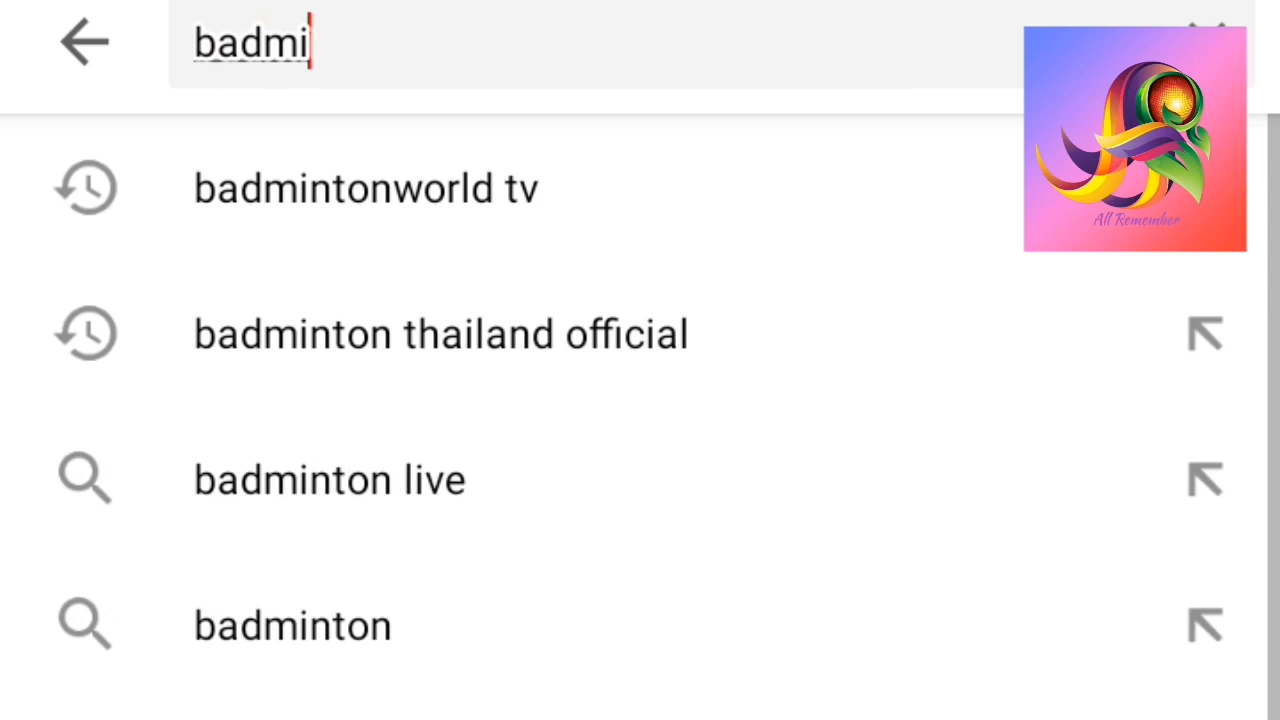 badmi
badmintonworld tv
All Remember
badminton thailand official
badminton live
badminton